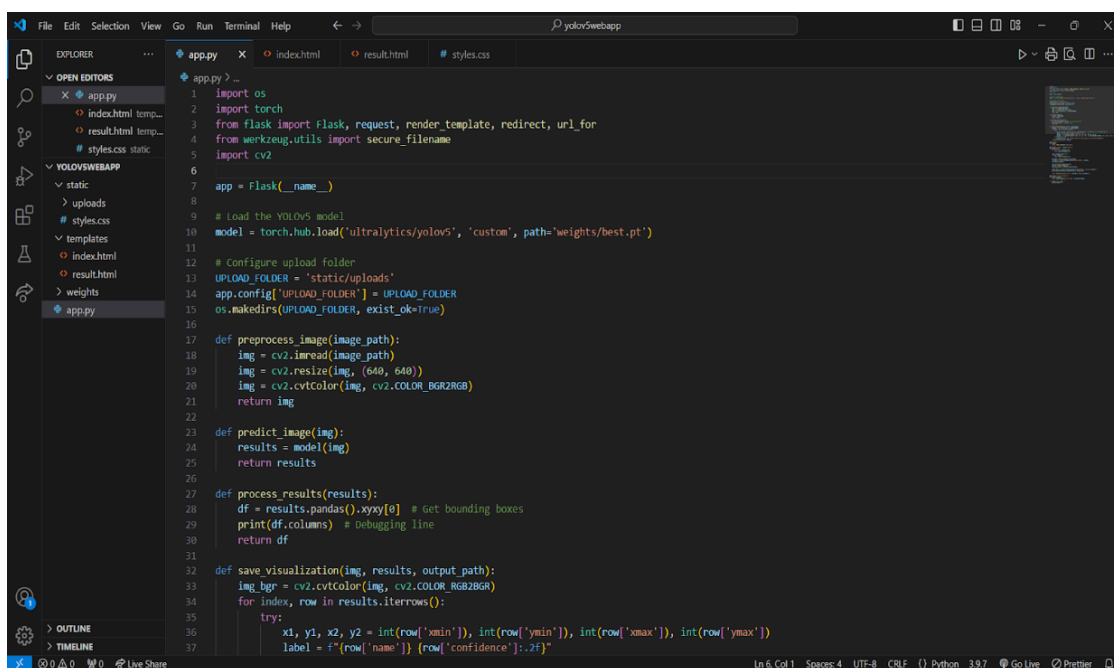 File Edit Selection View Go Run Terminal Help
yolov5webapp
EXPLORER
OPEN EDITORS
app.py
index.html temp...
result.html temp...
styles.css static
YOLOV5WEBAPP
static
uploads
styles.css
templates
index.html
result.html
weights
app.py
OUTLINE
TIMELINE
app.py index.html result.html styles.css
app.py > ...
1 import os
2 import torch
3 from flask import Flask, request, render_template, redirect, url_for
4 from werkzeug.utils import secure_filename
5 import cv2
6
7 app = Flask(__name__)
8
9 # Load the YOLOv5 model
10 model = torch.hub.load('ultralytics/yolov5', 'custom', path='weights/best.pt')
11
12 # Configure upload folder
13 UPLOAD_FOLDER = 'static/uploads'
14 app.config['UPLOAD_FOLDER'] = UPLOAD_FOLDER
15 os.makedirs(UPLOAD_FOLDER, exist_ok=True)
16
17 def preprocess_image(image_path):
18 img = cv2.imread(image_path)
19 img = cv2.resize(img, (640, 640))
20 img = cv2.cvtColor(img, cv2.COLOR_BGR2RGB)
21 return img
22
23 def predict_image(img):
24 results = model(img)
25 return results
26
27 def process_results(results):
28 df = results.pandas().xyxy[0] # Get bounding boxes
29 print(df.columns) # Debugging line
30 return df
31
32 def save_visualization(img, results, output_path):
33 img_bgr = cv2.cvtColor(img, cv2.COLOR_RGB2BGR)
34 for index, row in results.iterrows():
35 try:
36 x1, y1, x2, y2 = int(row['xmin']), int(row['ymin']), int(row['xmax']), int(row['ymax'])
37 label = f"{row['name']} {row['confidence']:.2f}"
0 0 0 Live Share Ln 6, Col 1 Spaces: 4 UTF-8 CRLF {} Python 3.9.7 Go Live Prettier